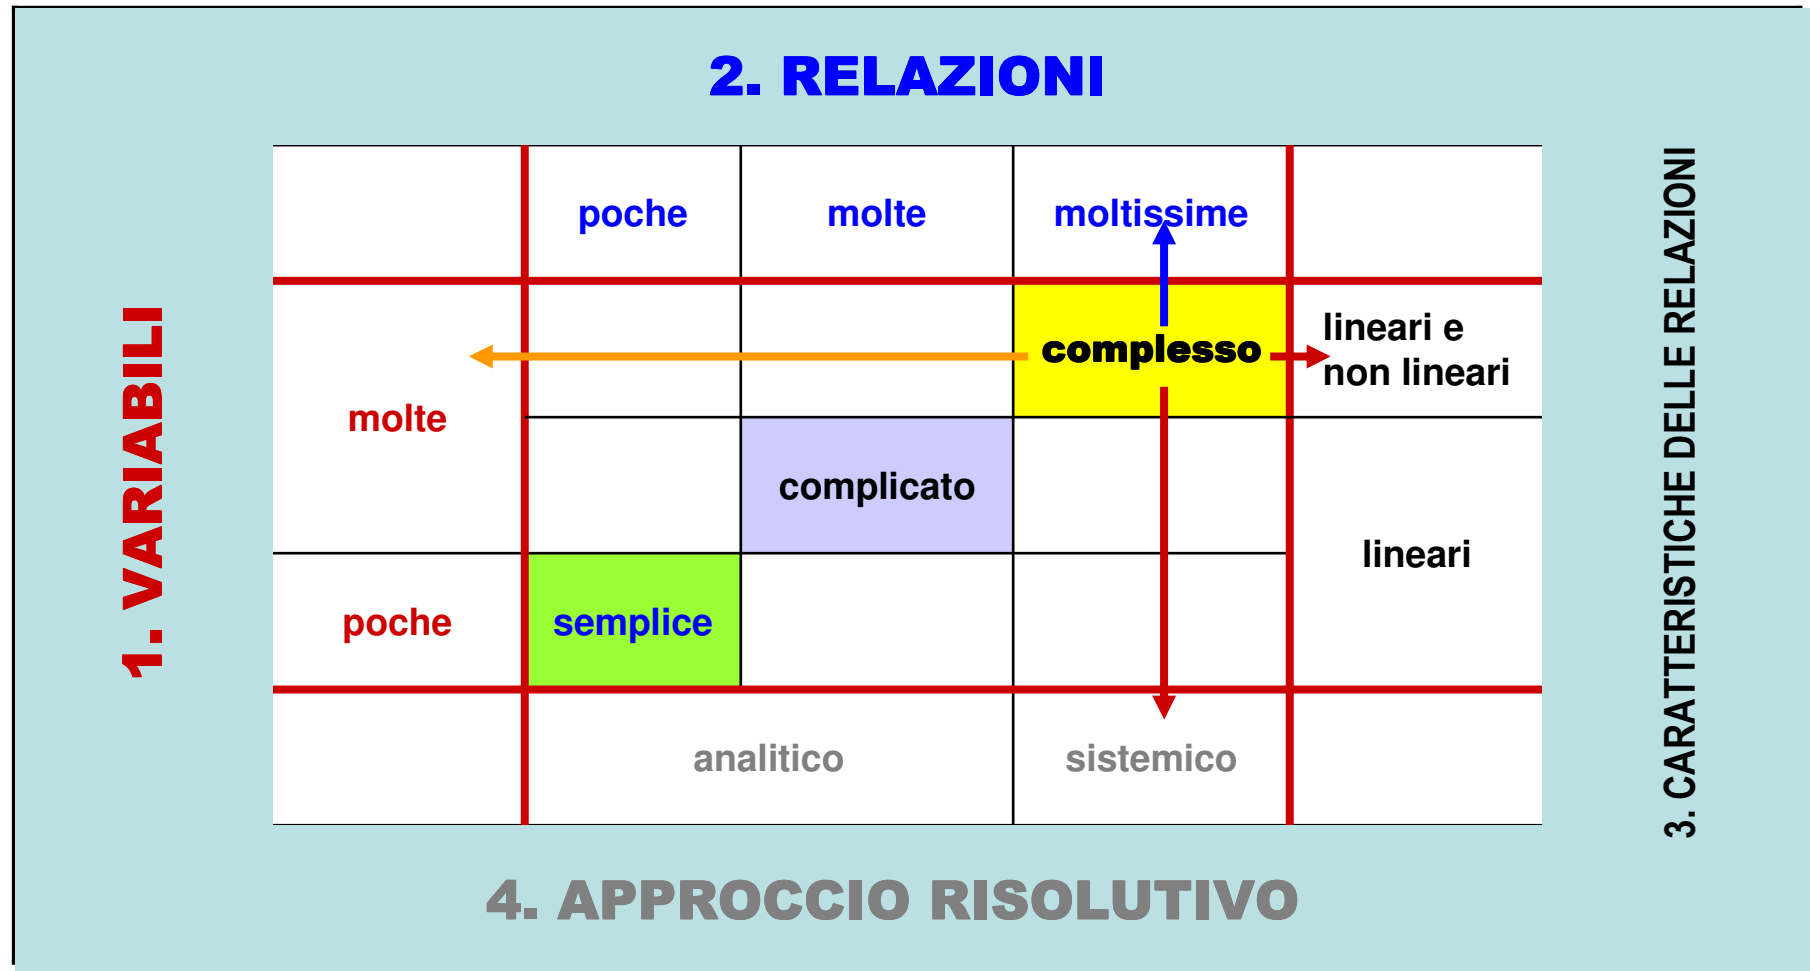 2. RELAZIONI
1. VARIABILI
poche molte moltissime
molte
complesso
lineari e
non lineari
complicato
lineari
poche
semplice
analitico sistemico
3. CARATTERISTICHE DELLE RELAZIONI
4. APPROCCIO RISOLUTIVO